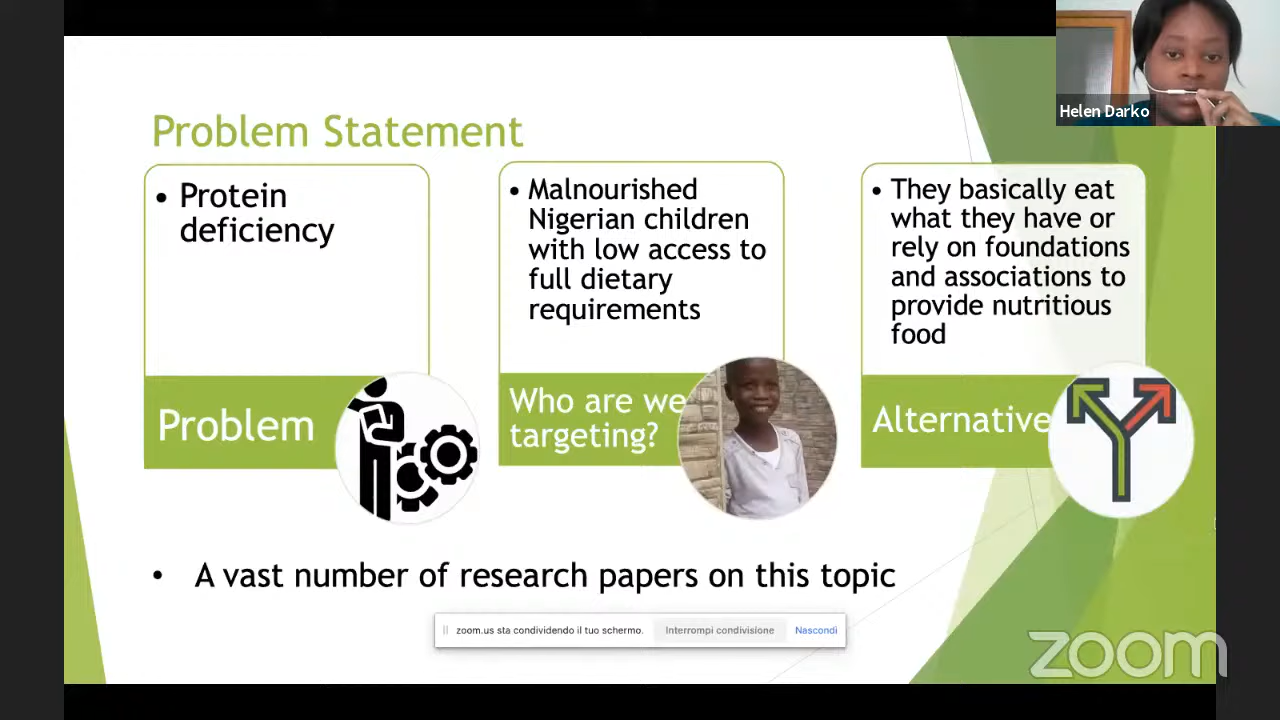 Helen Darko
Problem Statement
• Protein
deficiency
Problem
• Malnourished
Nigerian children
with low access to
full dietary
requirements
Who are we
targeting?
• They basically eat
what they have or
rely on foundations
and associations to
provide nutritious
food
Alternative
• A vast number of research papers on this topic
zoom.us sta condividendo il tuo schermo. Interrompi condivisione Nascondi
zoom